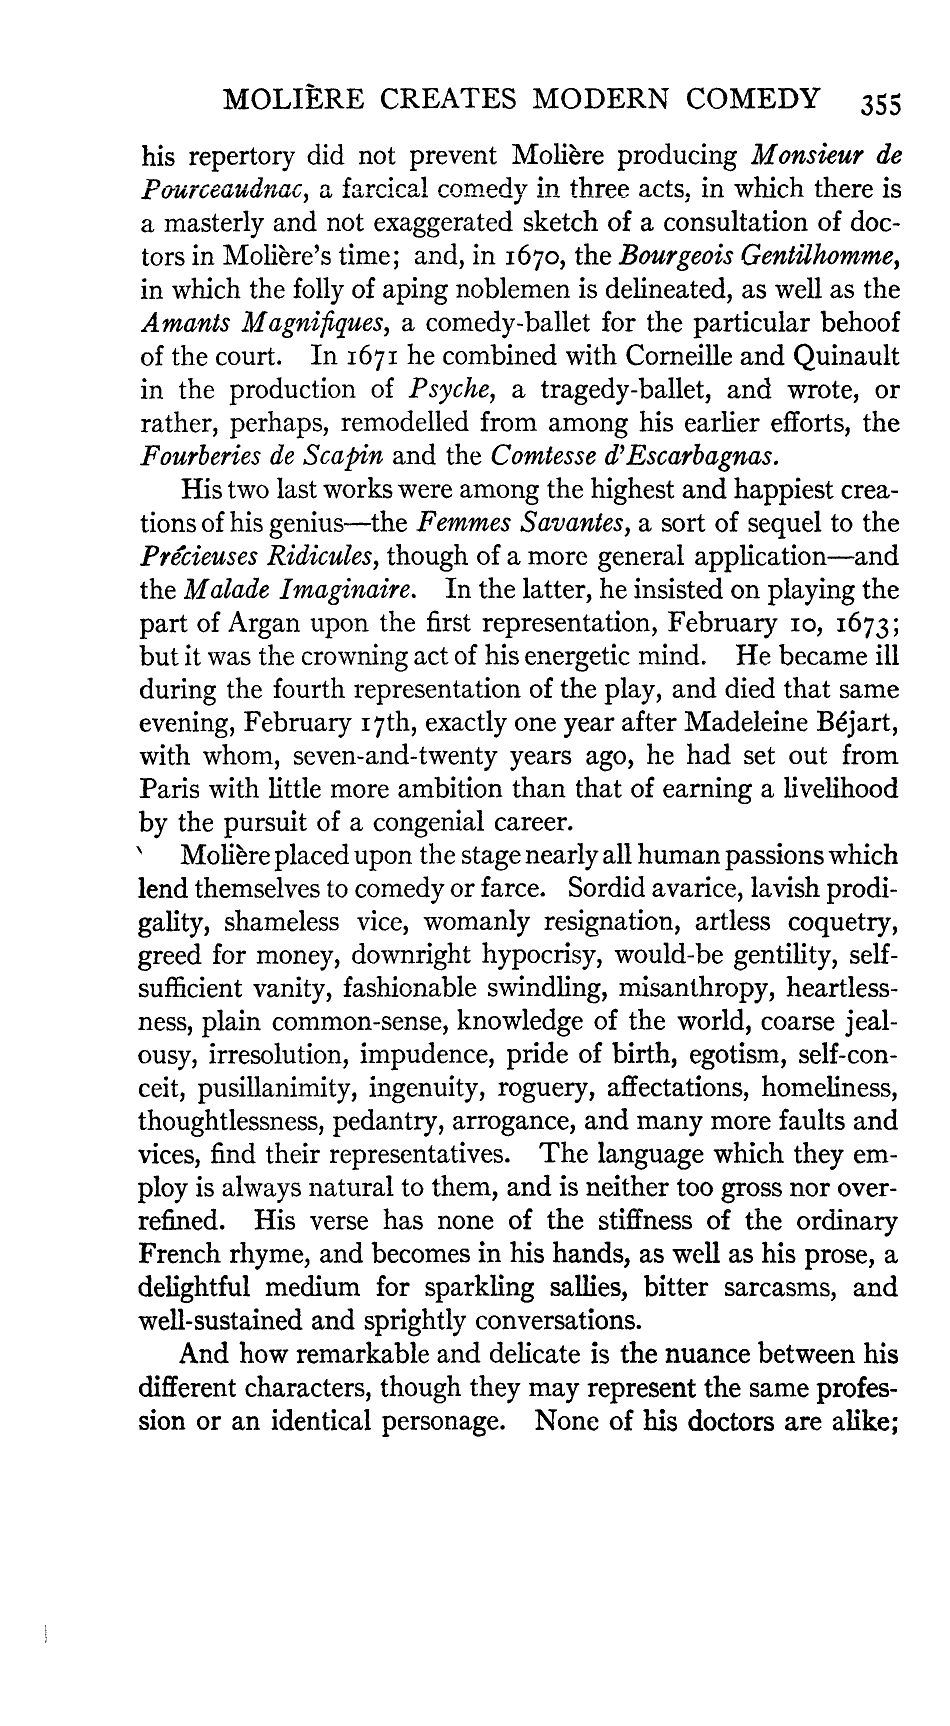 MOLIÈRE CREATES MODERN COMEDY 355
his repertory did not prevent Molière producing Monsieur de
Pourceaudnac, a farcical comedy in three acts, in which there is
a masterly and not exaggerated sketch of a consultation of doc-
tors in Molière's time; and, in 1670, the Bourgeois Gentilhomme,
in which the folly of aping noblemen is delineated, as well as the
Amants Magnifiques, a comedy-ballet for the particular behoof
of the court. In 1671 he combined with Corneille and Quinault
in the production of Psyche, a tragedy-ballet, and wrote, or
rather, perhaps, remodelled from among his earlier efforts, the
Fourberies de Scapin and the Comtesse d'Escarbagnas.
His two last works were among the highest and happiest crea-
tions of his genius—the Femmes Savantes, a sort of sequel to the
Précieuses Ridicules, though of a more general application—and
the Malade Imaginaire. In the latter, he insisted on playing the
part of Argan upon the first representation, February 10, 1673;
but it was the crowning act of his energetic mind. He became ill
during the fourth representation of the play, and died that same
evening, February 17th, exactly one year after Madeleine Béjart,
with whom, seven-and-twenty years ago, he had set out from
Paris with little more ambition than that of earning a livelihood
by the pursuit of a congenial career.
Molière placed upon the stage nearly all human passions which
lend themselves to comedy or farce. Sordid avarice, lavish prodi-
gality, shameless vice, womanly resignation, artless coquetry,
greed for money, downright hypocrisy, would-be gentility, self-
sufficient vanity, fashionable swindling, misanthropy, heartless-
ness, plain common-sense, knowledge of the world, coarse jeal-
ousy, irresolution, impudence, pride of birth, egotism, self-con-
ceit, pusillanimity, ingenuity, roguery, affectations, homeliness,
thoughtlessness, pedantry, arrogance, and many more faults and
vices, find their representatives. The language which they em-
ploy is always natural to them, and is neither too gross nor over-
refined. His verse has none of the stiffness of the ordinary
French rhyme, and becomes in his hands, as well as his prose, a
delightful medium for sparkling sallies, bitter sarcasms, and
well-sustained and sprightly conversations.
And how remarkable and delicate is the nuance between his
different characters, though they may represent the same profes-
sion or an identical personage. None of his doctors are alike;